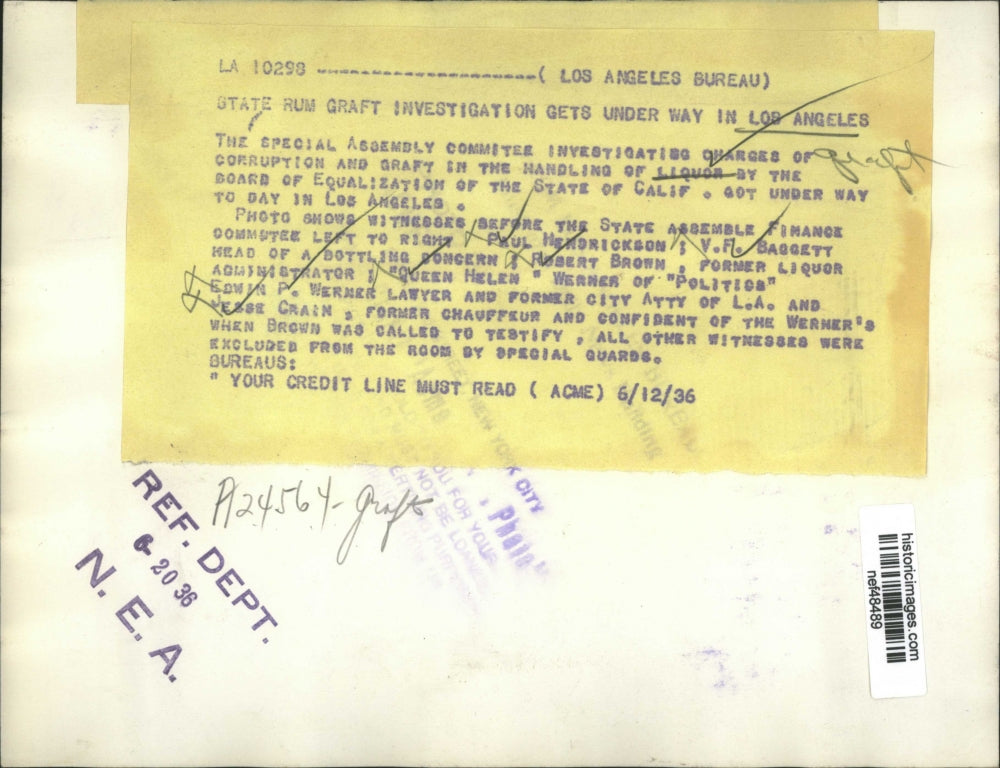 LA 10298 ----------------------( LOS ANGELES BUREAU)
STATE RUM GRAFT INVESTIGATION GETS UNDER WAY IN LOS ANGELES
THE SPECIAL ASSEMBLY COMMITEE INVESTIGATING CHARGES OF
graft
CORRUPTION AND GRAFT IN THE HANDLING OF LIQUOR BY THE
BOARD OF EQUALIZATION OF THE STATE OF CALIF . GOT UNDER WAY
TO DAY IN LOS ANGELES .
PHOTO SHOWS WITNESSES BEFORE THE STATE ASSEMBLE FINANCE
COMMSTEE LEFT TO RIGHT PAUL HENDRICKSON ; V.F. BAGGETT
HEAD OF A BOTTLING CONCERN ; ROBERT BROWN , FORMER LIQUOR
ADMINISTRATOR ; "QUEEN HELEN " WERNER OF "POLITICS"
EDWIN P. WERNER LAWYER AND FORMER CITY ATTY OF L.A. AND
JESSE CRAIN , FORMER CHAUFFEUR AND CONFIDENT OF THE WERNER'S
WHEN BROWN WAS CALLED TO TESTIFY , ALL OTHER WITNESSES WERE
EXCLUDED FROM THE ROOM BY SPECIAL GUARDS.
BUREAUS:
" YOUR CREDIT LINE MUST READ ( ACME) 6/12/36
A24564-graft
REF. DEPT.
6 20 36
N. E. A.
NEW YORK CITY
Photo
historicimages.com
nef48489